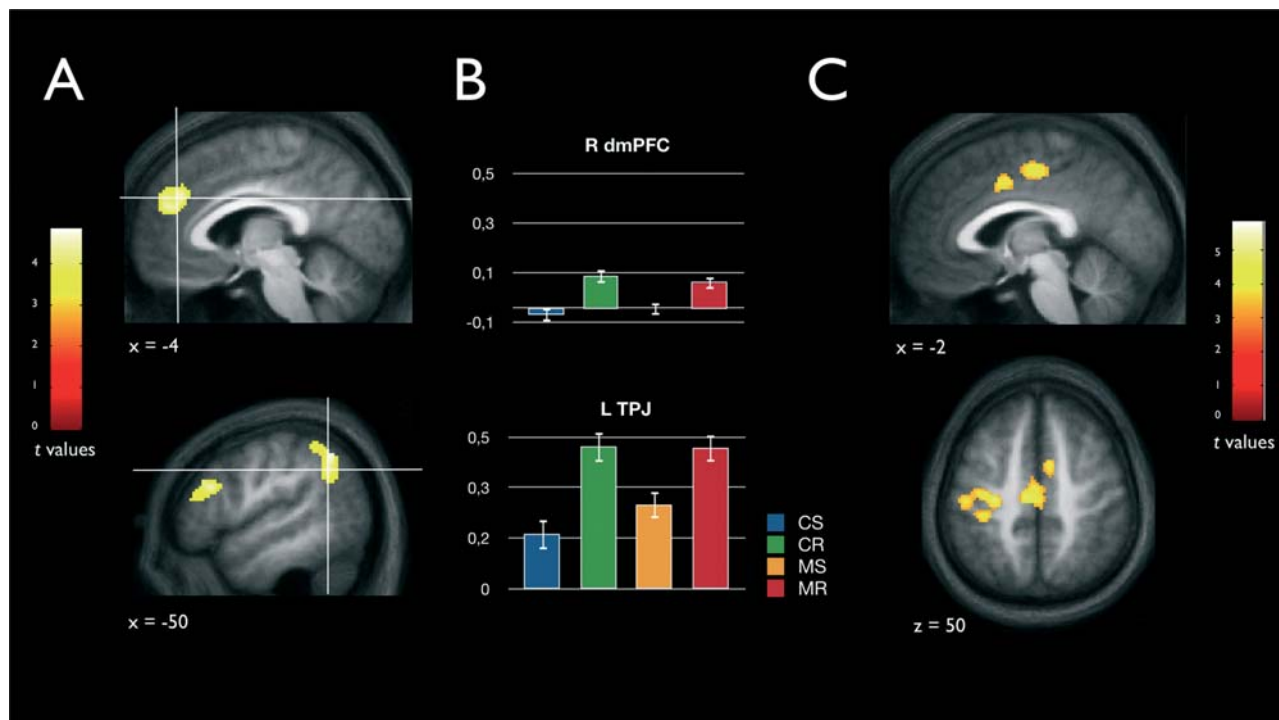 A
4
3
2
1
0
t values
x = -4
x = -50
B
R dmPFC
0,5
0,3
0,1
-0,1
L TPJ
0,5
0,3
0,2
0
CS
CR
MS
MR
C
x = -2
z = 50
5
4
3
2
1
0
t values